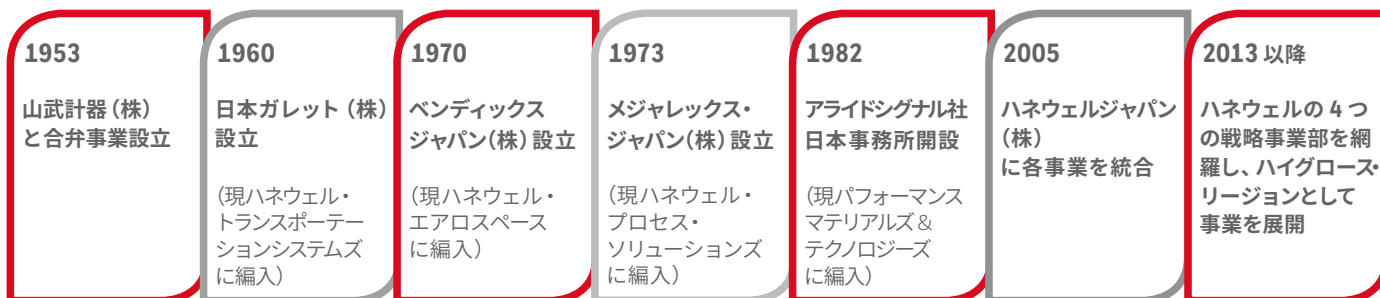 1953
山武計器（株）
と合弁事業設立
1960
日本ガレット（株）
設立
（現ハネウェル・
トランスポーテー
ションシステムズ
に編入）
1970
ベンディックス
ジャパン（株）設立
（現ハネウェル・
エアロスペース
に編入）
1973
メジャレックス・
ジャパン（株）設立
（現ハネウェル・
プロセス・
ソリューションズ
に編入）
1982
アライドシグナル社
日本事務所開設
（現パフォーマンス
マテリアルズ＆
テクノロジーズ
に編入）
2005
ハネウェルジャパン
（株）
に各事業を統合
2013 以降
ハネウェルの 4 つ
の戦略事業部を網
羅し、ハイグロース・
リージョンとして
事業を展開